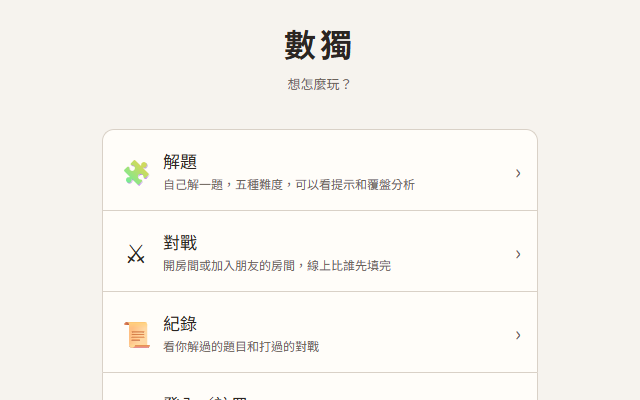 數獨
想怎麼玩？
解題
自己解一題，五種難度，可以看提示和覆盤分析
對戰
開房間或加入朋友的房間，線上比誰先填完
紀錄
看你解過的題目和打過的對戰